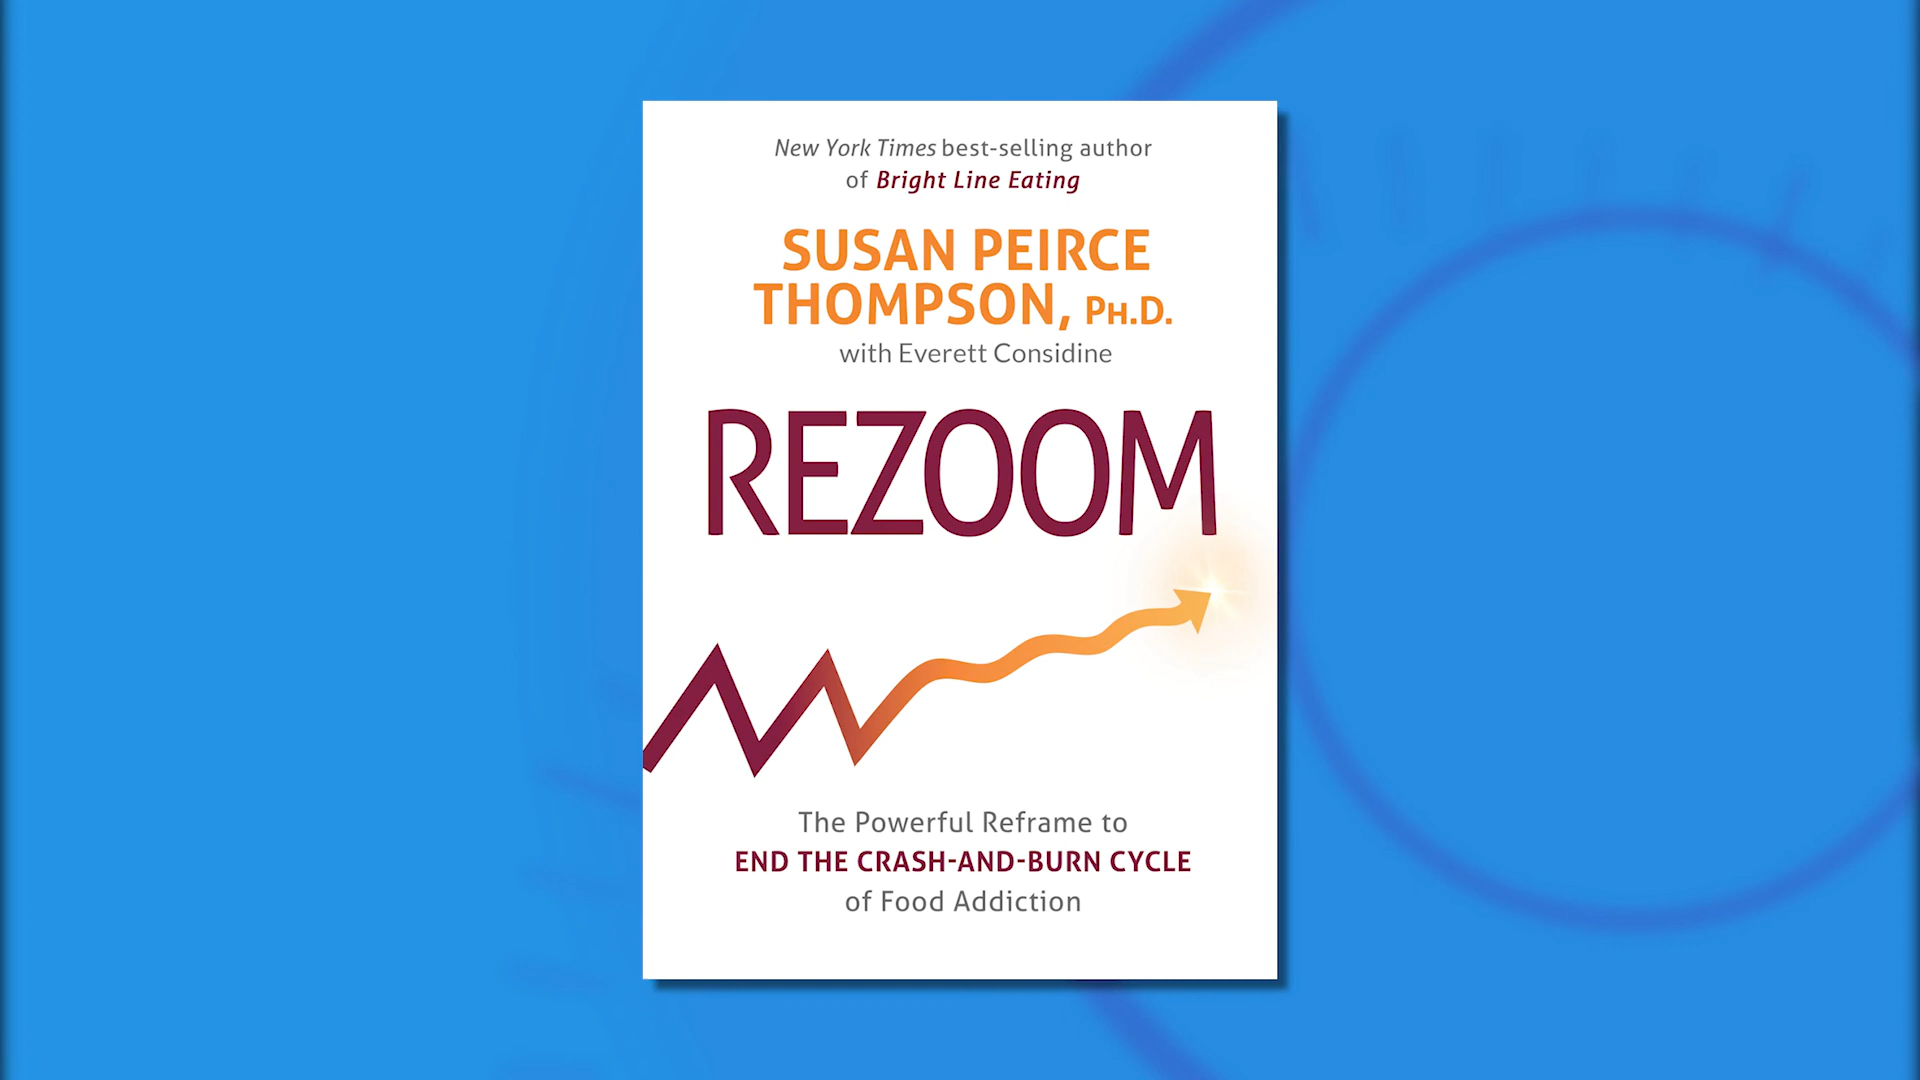 New York Times best-selling author
of Bright Line Eating
SUSAN PEIRCE
THOMPSON, PH.D.
with Everett Considine
REZOOM
The Powerful Reframe to
END THE CRASH-AND-BURN CYCLE
of Food Addiction